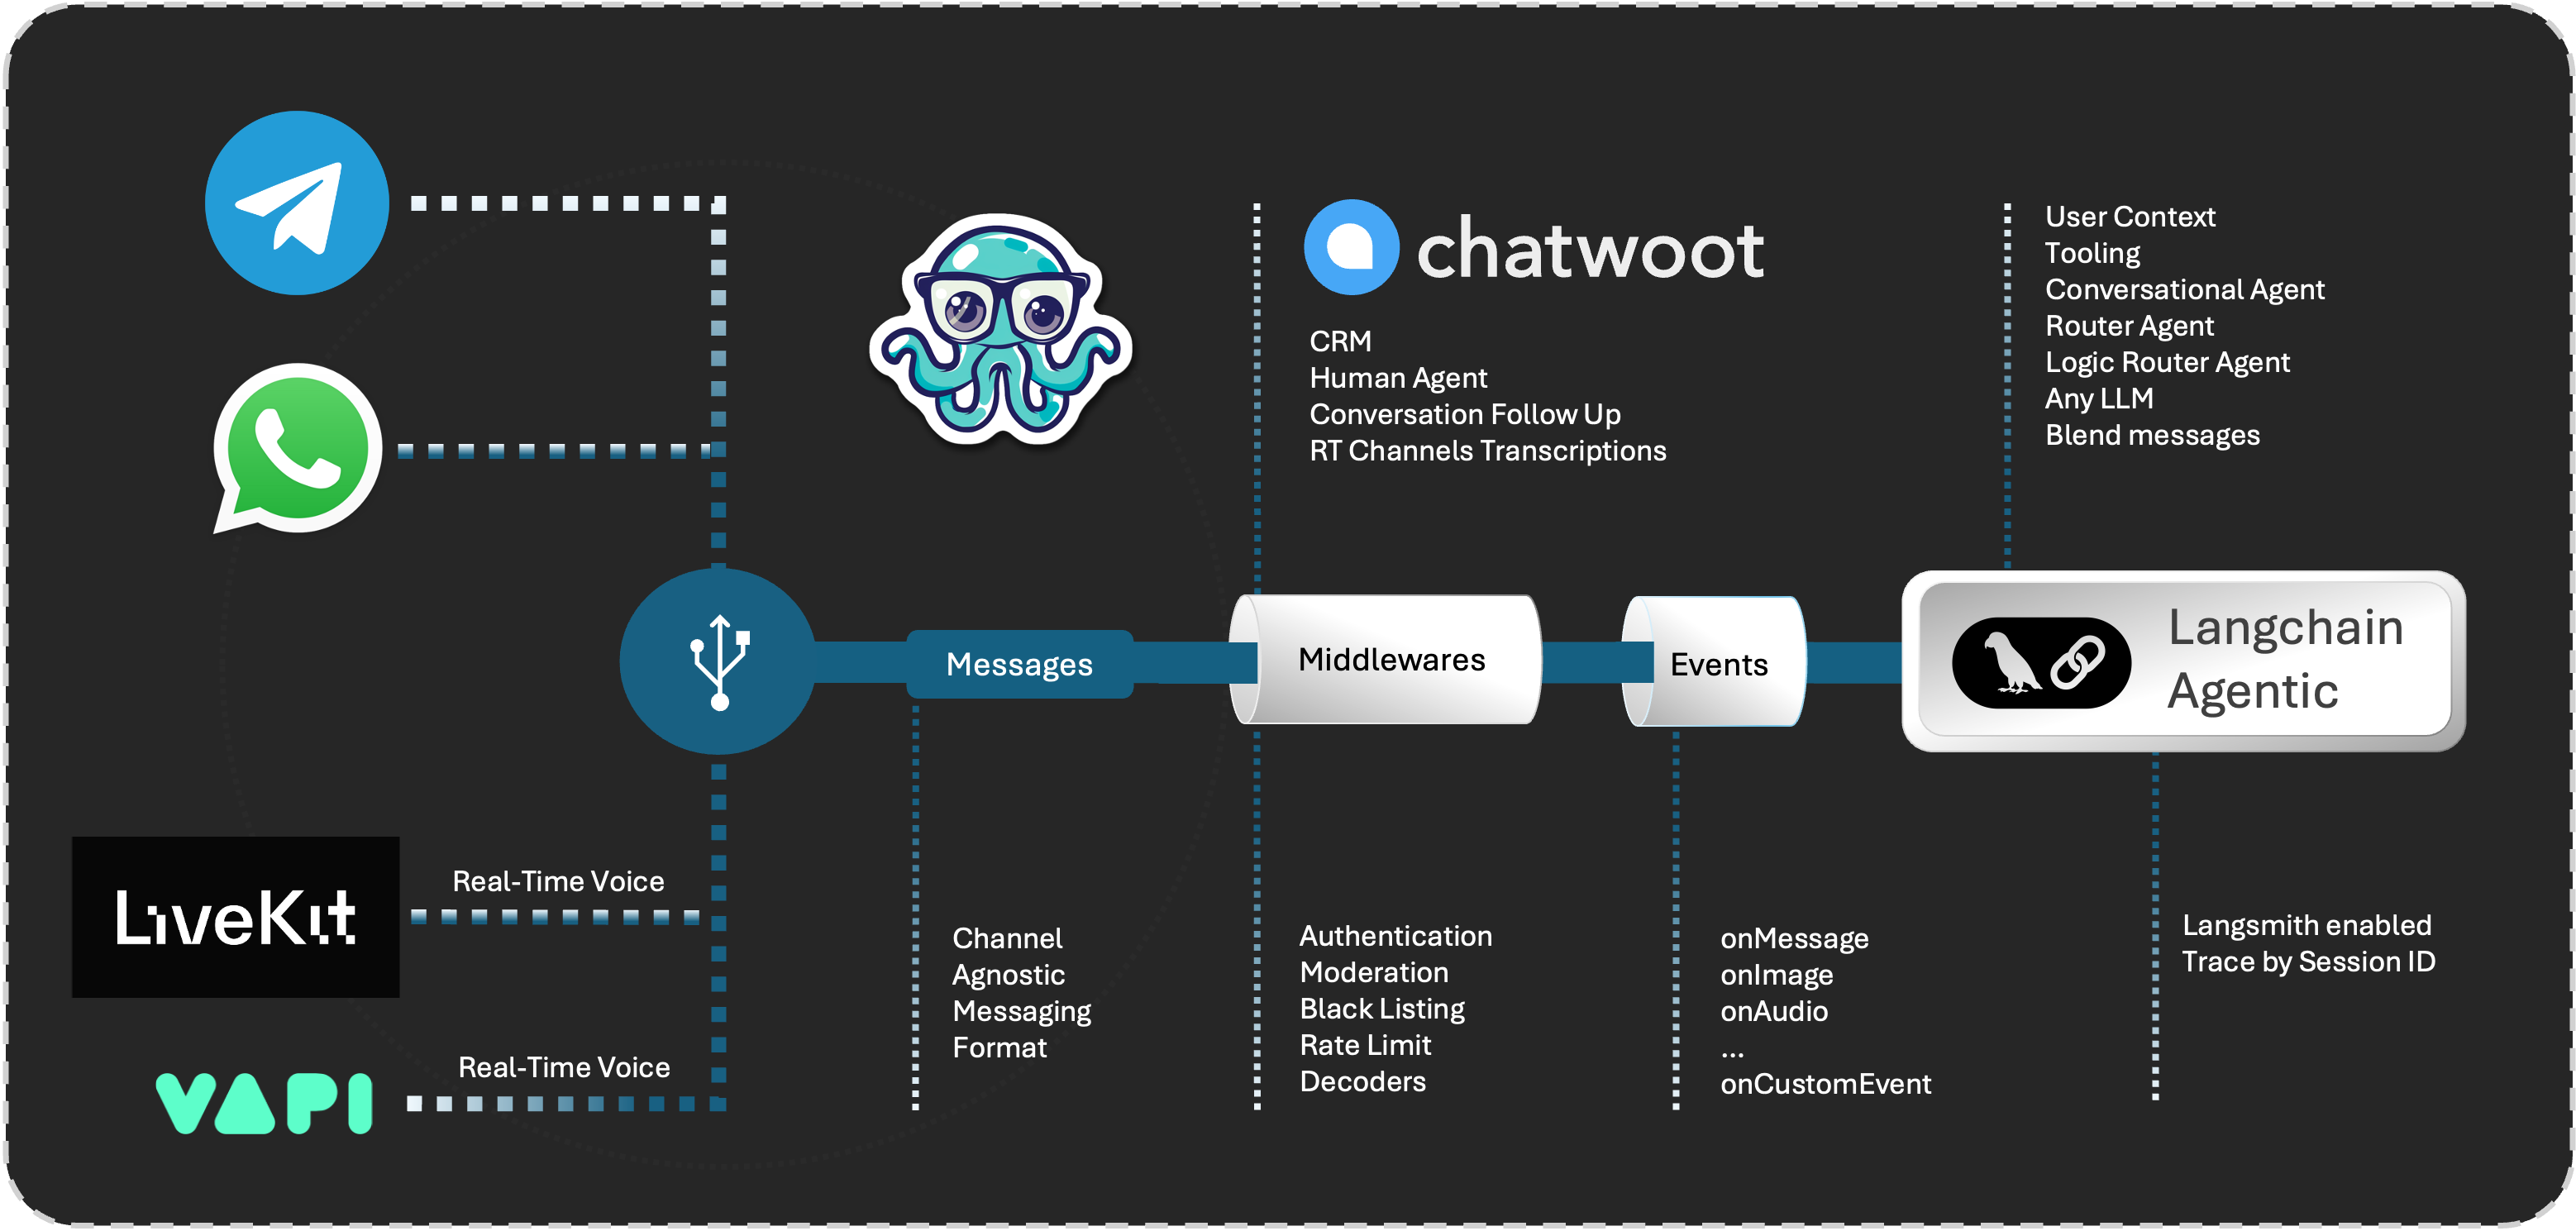 chatwoot
CRM
Human Agent
Conversation Follow Up
RT Channels Transcriptions
User Context
Tooling
Conversational Agent
Router Agent
Logic Router Agent
Any LLM
Blend messages
Messages
Middlewares
Events
Langchain
Agentic
LiveKit
Real-Time Voice
VAPI
Real-Time Voice
Channel
Agnostic
Messaging
Format
Authentication
Moderation
Black Listing
Rate Limit
Decoders
onMessage
onImage
onAudio
...
onCustomEvent
Langsmith enabled
Trace by Session ID